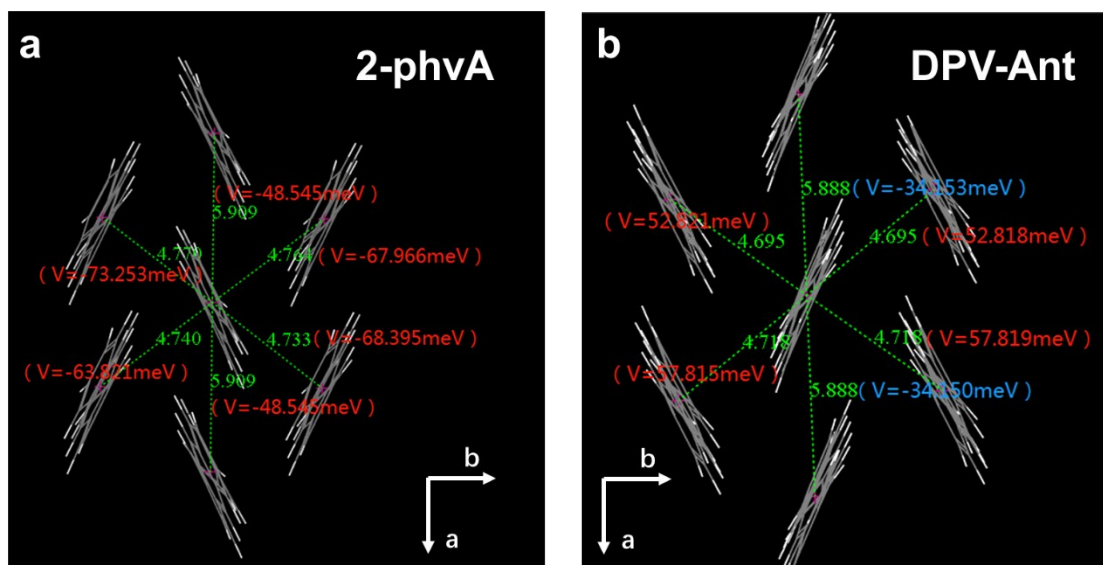 a
2-phvA
( V=-48.545meV )
5.909
4.779
4.764
( V=-67.966meV )
( V=-73.253meV )
4.740
4.733
( V=-68.395meV )
( V=-63.821meV )
5.909
( V=-48.545meV )
b
a
b
DPV-Ant
5.888
( V=-34.153meV )
( V=52.821meV )
4.695
4.695
( V=52.818meV )
4.718
4.718
( V=57.819meV )
( V=57.815meV )
5.888
( V=-34.150meV )
b
a